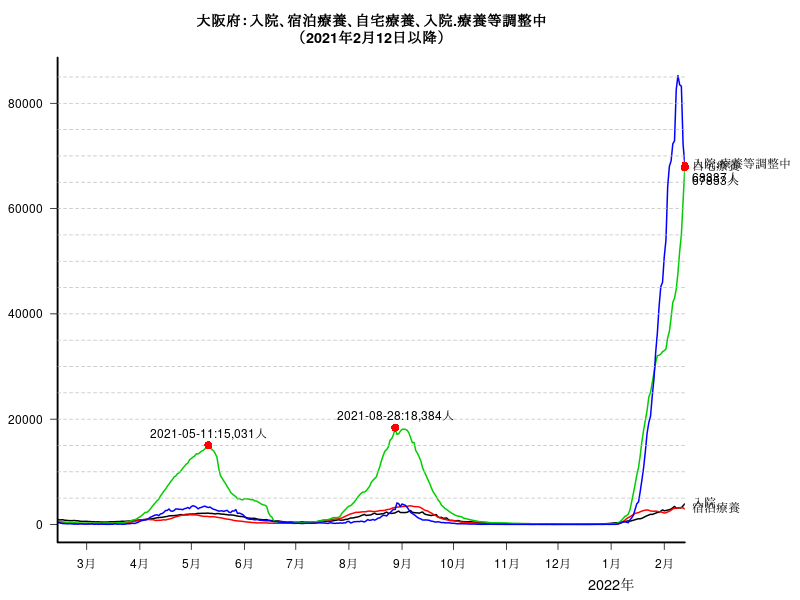 大阪府：入院、宿泊療養、自宅療養、入院.療養等調整中
（2021年2月12日以降）
80000
60000
40000
20000
0
2021-05-11:15,031人
2021-08-28:18,384人
入院.療養等調整中
自宅療養
入院
宿泊療養
3月
4月
5月
6月
7月
8月
9月
10月
11月
12月
1月
2月
2022年